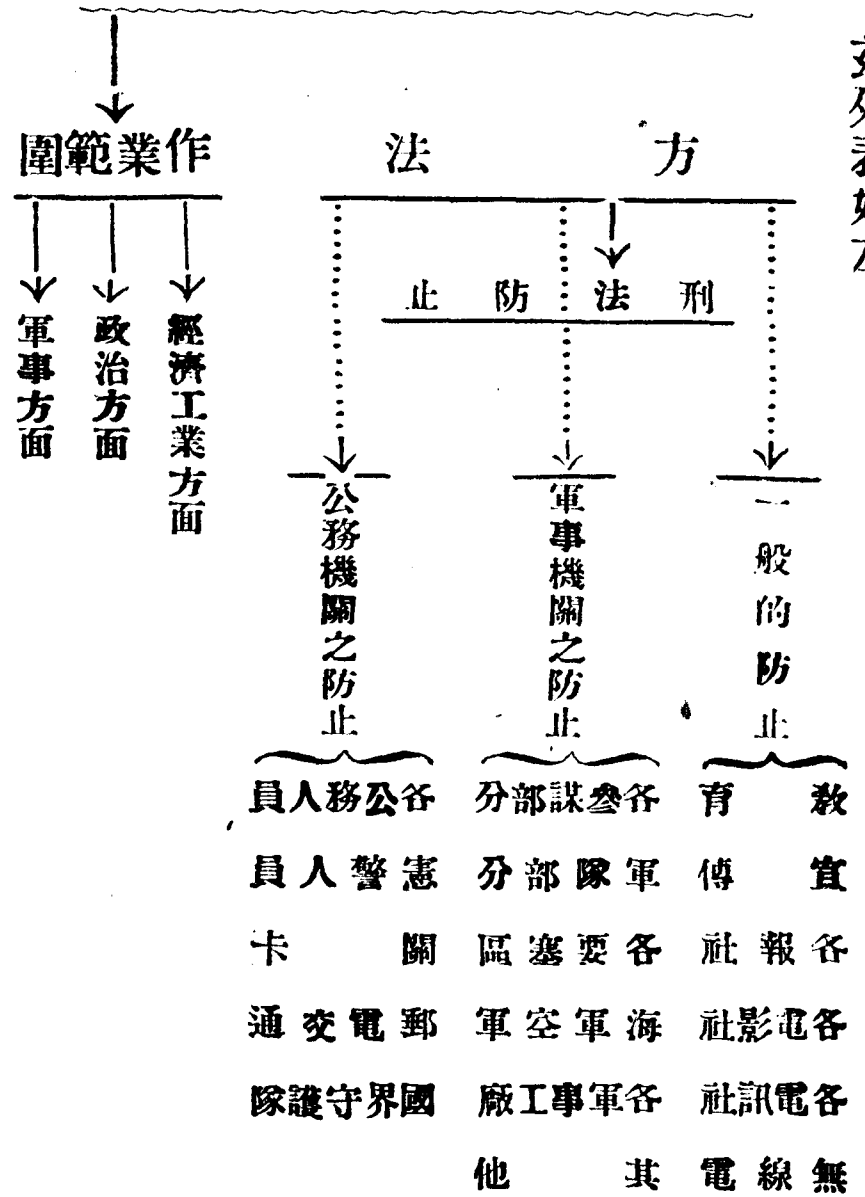 方法
刑法防止
一般的防止
教育
宣傳
各報社
各電影社
各電訊社
無線電
軍事機關之防止
各參謀部分
軍隊部分
各要塞區
海軍空軍
各軍事工廠
其他
公務機關之防止
各公務人員
憲警人員
關卡
郵電交通
國界守護隊
作業範圍
經濟工業方面
政治方面
軍事方面